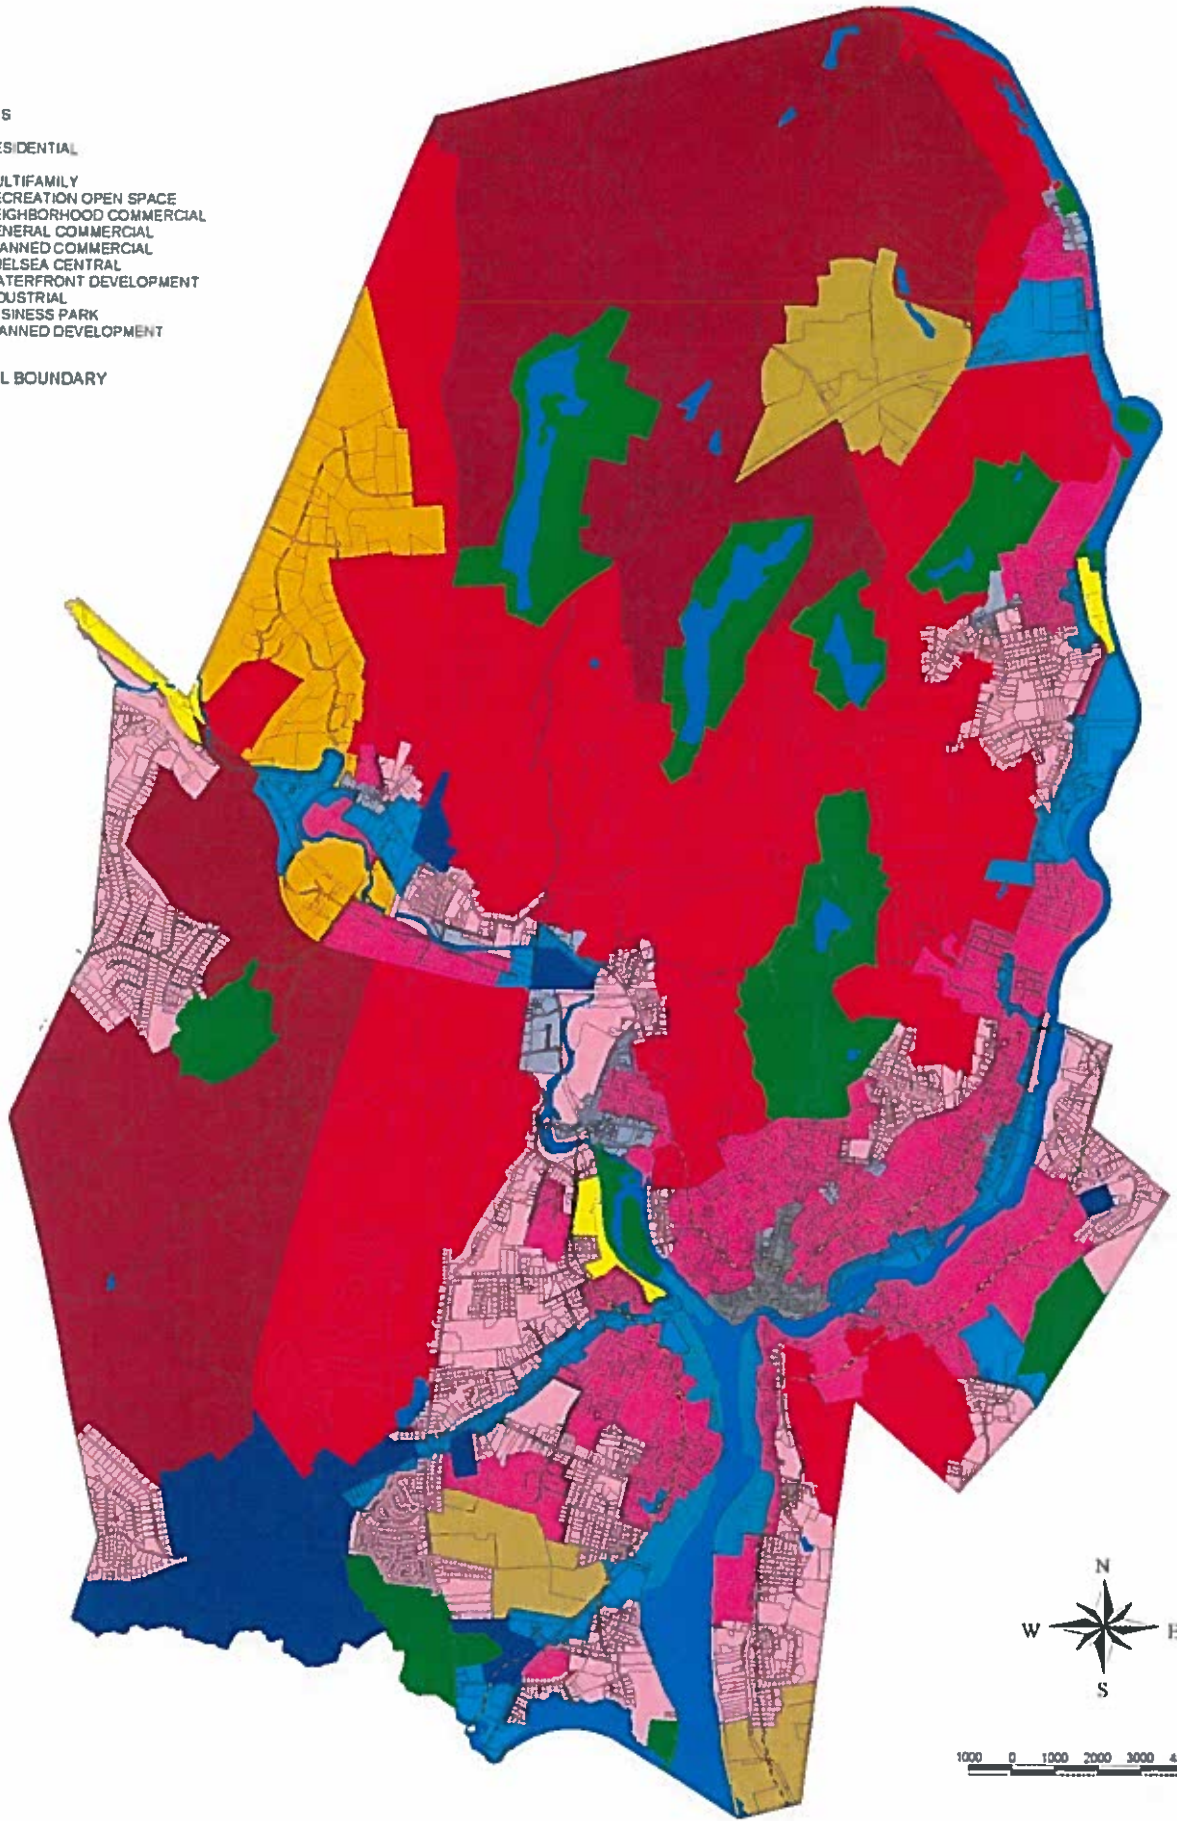 S
ESIDENTIAL
ULTIFAMILY
ECREATION OPEN SPACE
EIGHBORHOOD COMMERCIAL
ENERAL COMMERCIAL
ANNED COMMERCIAL
ELSEA CENTRAL
ATERFRONT DEVELOPMENT
DUSTRIAL
SINESS PARK
ANNED DEVELOPMENT
L BOUNDARY
N
W E
S
1000 0 1000 2000 3000 4